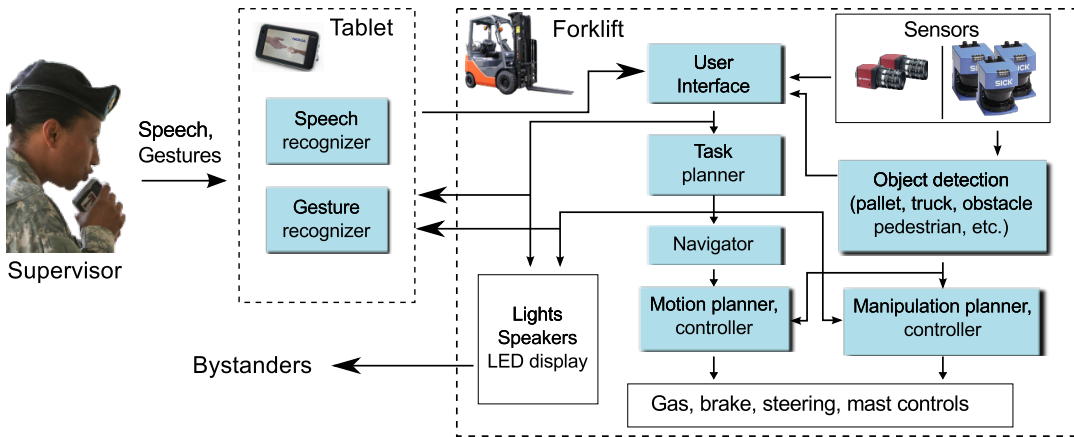 Tablet
Forklift
Sensors
SICK
SICK
User
Interface
Speech,
Gestures
Speech
recognizer
Gesture
recognizer
Supervisor
Task
planner
Object detection
(pallet, truck, obstacle
pedestrian, etc.)
Navigator
Motion planner,
controller
Manipulation planner,
controller
Lights
Speakers
LED display
Bystanders
Gas, brake, steering, mast controls